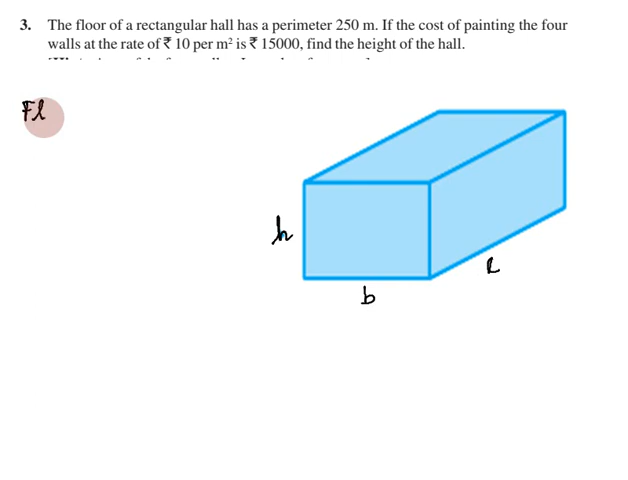 3. The floor of a rectangular hall has a perimeter 250 m. If the cost of painting the four
walls at the rate of ₹ 10 per m² is ₹ 15000, find the height of the hall.
Fl
h
l
b